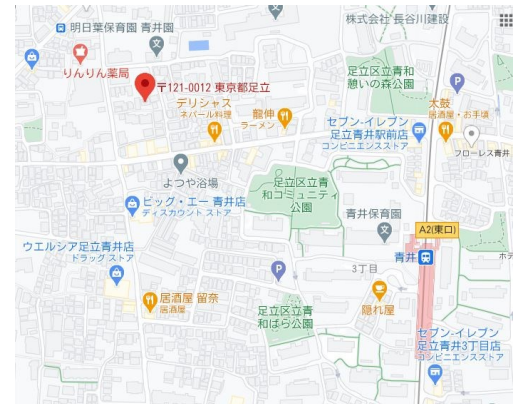 明日葉保育園 青井園
株式会社 長谷川建設
りんりん薬局
〒121-0012 東京都足立
足立区立青和
憩いの森公園
デリシャス
ネパール料理
龍伸
ラーメン
太鼓
居酒屋・お手頃
セブン-イレブン
足立青井駅前店
コンビニエンスストア
フローレス青井
よつや浴場
足立区立青
和コミュニティ
公園
ビッグ・エー 青井店
ディスカウント ストア
青井保育園
A2(東口)
ウエルシア足立青井店
ドラッグ ストア
青井
3丁目
ホテ
居酒屋 留奈
居酒屋
足立区立青
和ばら公園
隠れ屋
セブン-イレブン
足立青井3丁目店
コンビニエンスストア